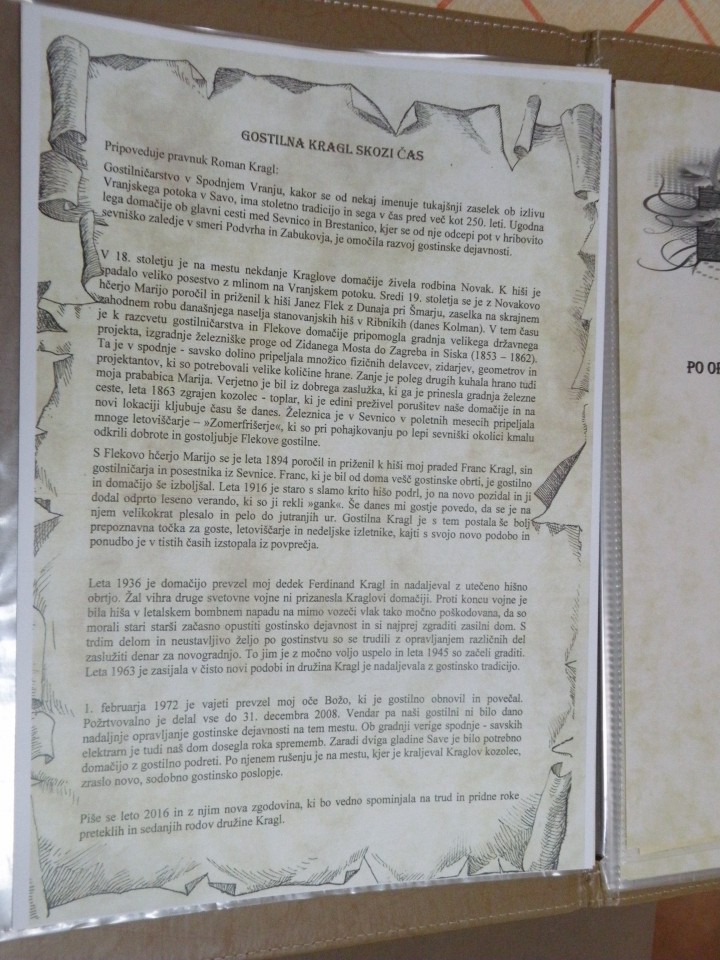 GOSTILNA KRAGL SKOZI ČAS
Pripoveduje pravnuk Roman Kragl:
Gostilničarstvo v Spodnjem Vranju, kakor se od nekaj imenuje tukajšnji zaselek ob izlivu
Vranjskega potoka v Savo, ima stoletno tradicijo in sega v čas pred več kot 250. leti. Ugodna
lega domačije ob glavni cesti med Sevnico in Brestanico, kjer se od nje odcepi pot v hribovito
sevniško zaledje v smeri Podvrha in Zabukovja, je omočila razvoj gostinske dejavnosti.
V 18. stoletju je na mestu nekdanje Kraglove domačije živela rodbina Novak. K hiši je
spadalo veliko posestvo z mlinom na Vranjskem potoku. Sredi 19. stoletja se je z Novakovo
hčerjo Marijo poročil in priženil k hiši Janez Flek z Dunaja pri Šmarju, zaselka na skrajnem
zahodnem robu današnjega naselja stanovanjskih hiš v Ribnikih (danes Kolman). V tem času
je k razcvetu gostilničarstva in Flekove domačije pripomogla gradnja velikega državnega
projekta, izgradnje železniške proge od Zidanega Mosta do Zagreba in Siska (1853 – 1862).
Ta je v spodnje - savsko dolino pripeljala množico fizičnih delavcev, zidarjev, geometrov in
projektantov, ki so potrebovali velike količine hrane. Zanje je poleg drugih kuhala hrano tudi
moja prababica Marija. Verjetno je bil iz dobrega zaslužka, ki ga je prinesla gradnja železne
ceste, leta 1863 zgrajen kozolec - toplar, ki je edini preživel porušitev naše domačije in na
novi lokaciji kljubuje času še danes. Železnica je v Sevnico v poletnih mesecih pripeljala
mnoge letoviščarje – »Zomerfrišerje«, ki so pri pohajkovanju po lepi sevniški okolici kmalu
odkrili dobrote in gostoljubje Flekove gostilne.
S Flekovo hčerjo Marijo se je leta 1894 poročil in priženil k hiši moj praded Franc Kragl, sin
gostilničarja in posestnika iz Sevnice. Franc, ki je bil od doma vešč gostinske obrti, je gostilno
in domačijo še izboljšal. Leta 1916 je staro s slamo krito hišo podrl, jo na novo pozidal in ji
dodal odprto leseno verando, ki so ji rekli »gank«. Še danes mi gostje povedo, da se je na
njem velikokrat plesalo in pelo do jutranjih ur. Gostilna Kragl je s tem postala še bolj
prepoznavna točka za goste, letoviščarje in nedeljske izletnike, kajti s svojo novo podobo in
ponudbo je v tistih časih izstopala iz povprečja.
Leta 1936 je domačijo prevzel moj dedek Ferdinand Kragl in nadaljeval z utečeno hišno
obrtjo. Žal vihra druge svetovne vojne ni prizanesla Kraglovi domačiji. Proti koncu vojne je
bila hiša v letalskem bombnem napadu na mimo vozeči vlak tako močno poškodovana, da so
morali stari starši začasno opustiti gostinsko dejavnost in si najprej zgraditi zasilni dom. S
trdim delom in neustavljivo željo po gostinstvu so se trudili z opravljanjem različnih del
zaslužiti denar za novogradnjo. To jim je z močno voljo uspelo in leta 1945 so začeli graditi.
Leta 1963 je zasijala v čisto novi podobi in družina Kragl je nadaljevala z gostinsko tradicijo.
1. februarja 1972 je vajeti prevzel moj oče Božo, ki je gostilno obnovil in povečal.
Požrtvovalno je delal vse do 31. decembra 2008. Vendar pa naši gostilni ni bilo dano
nadaljnje opravljanje gostinske dejavnosti na tem mestu. Ob gradnji verige spodnje - savskih
elektrarn je tudi naš dom dosegla roka sprememb. Zaradi dviga gladine Save je bilo potrebno
domačijo z gostilno podreti. Po njenem rušenju je na mestu, kjer je kraljeval Kraglov kozolec,
zraslo novo, sodobno gostinsko poslopje.
Piše se leto 2016 in z njim nova zgodovina, ki bo vedno spominjala na trud in pridne roke
preteklih in sedanjih rodov družine Kragl.
PO